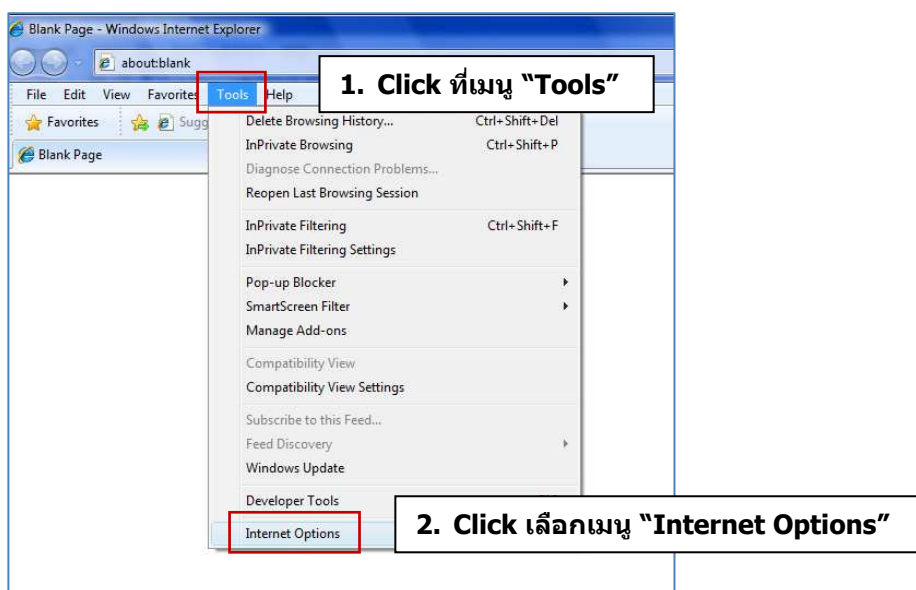 Blank Page - Windows Internet Explorer
about:blank
1. Click ที่เมนู “Tools”
File Edit View Favorites Tools Help
Favorites Sugg
Blank Page
Delete Browsing History... Ctrl+Shift+Del
InPrivate Browsing Ctrl+Shift+P
Diagnose Connection Problems...
Reopen Last Browsing Session
InPrivate Filtering Ctrl+Shift+F
InPrivate Filtering Settings
Pop-up Blocker
SmartScreen Filter
Manage Add-ons
Compatibility View
Compatibility View Settings
Subscribe to this Feed...
Feed Discovery
Windows Update
Developer Tools
Internet Options
2. Click เลือกเมนู “Internet Options”